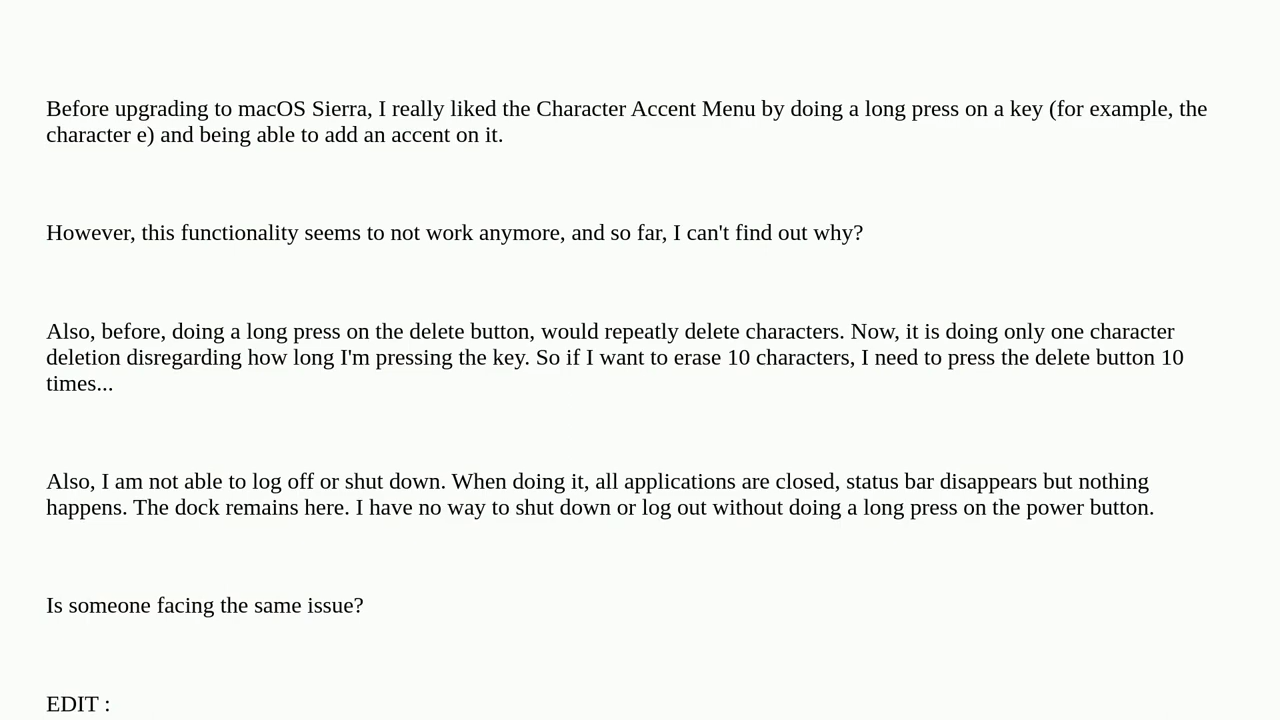 Before upgrading to macOS Sierra, I really liked the Character Accent Menu by doing a long press on a key (for example, the
character e) and being able to add an accent on it.
However, this functionality seems to not work anymore, and so far, I can't find out why?
Also, before, doing a long press on the delete button, would repeatly delete characters. Now, it is doing only one character
deletion disregarding how long I'm pressing the key. So if I want to erase 10 characters, I need to press the delete button 10
times...
Also, I am not able to log off or shut down. When doing it, all applications are closed, status bar disappears but nothing
happens. The dock remains here. I have no way to shut down or log out without doing a long press on the power button.
Is someone facing the same issue?
EDIT :